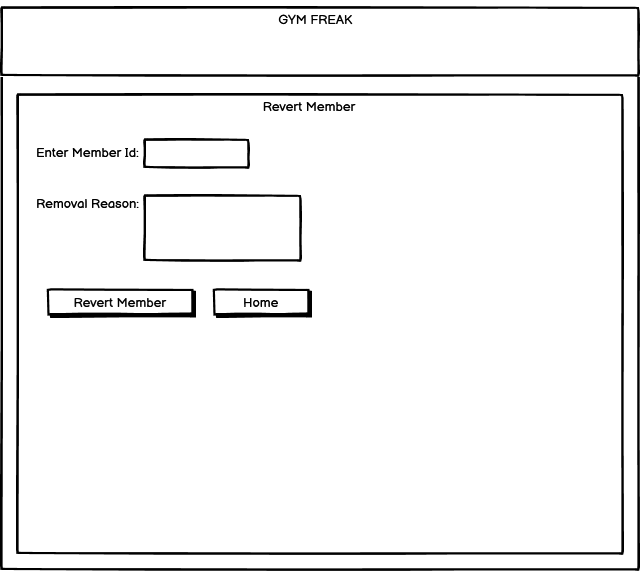 GYM FREAK
Revert Member
Enter Member Id:
Removal Reason:
Revert Member
Home